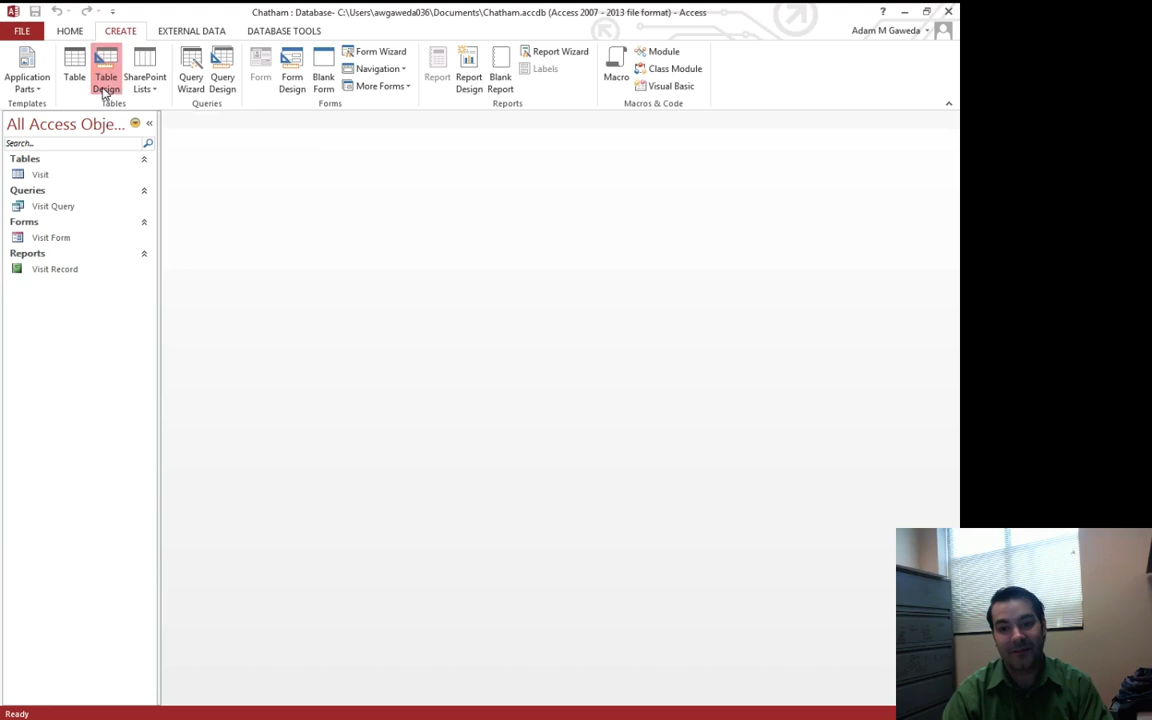 Chatham : Database- C:\Users\awgaweda036\Documents\Chatham.accdb (Access 2007 - 2013 file format) - Access
?
FILE HOME CREATE EXTERNAL DATA DATABASE TOOLS
Adam M Gaweda
Application Parts
Templates
Table
Table Design
SharePoint Lists
Tables
Query Wizard
Query Design
Queries
Form
Form Design
Blank Form
Form Wizard
Navigation
More Forms
Forms
Report
Report Design
Blank Report
Report Wizard
Labels
Reports
Macro
Module
Class Module
Visual Basic
Macros & Code
All Access Obje...
Search...
Tables
Visit
Queries
Visit Query
Forms
Visit Form
Reports
Visit Record
Ready